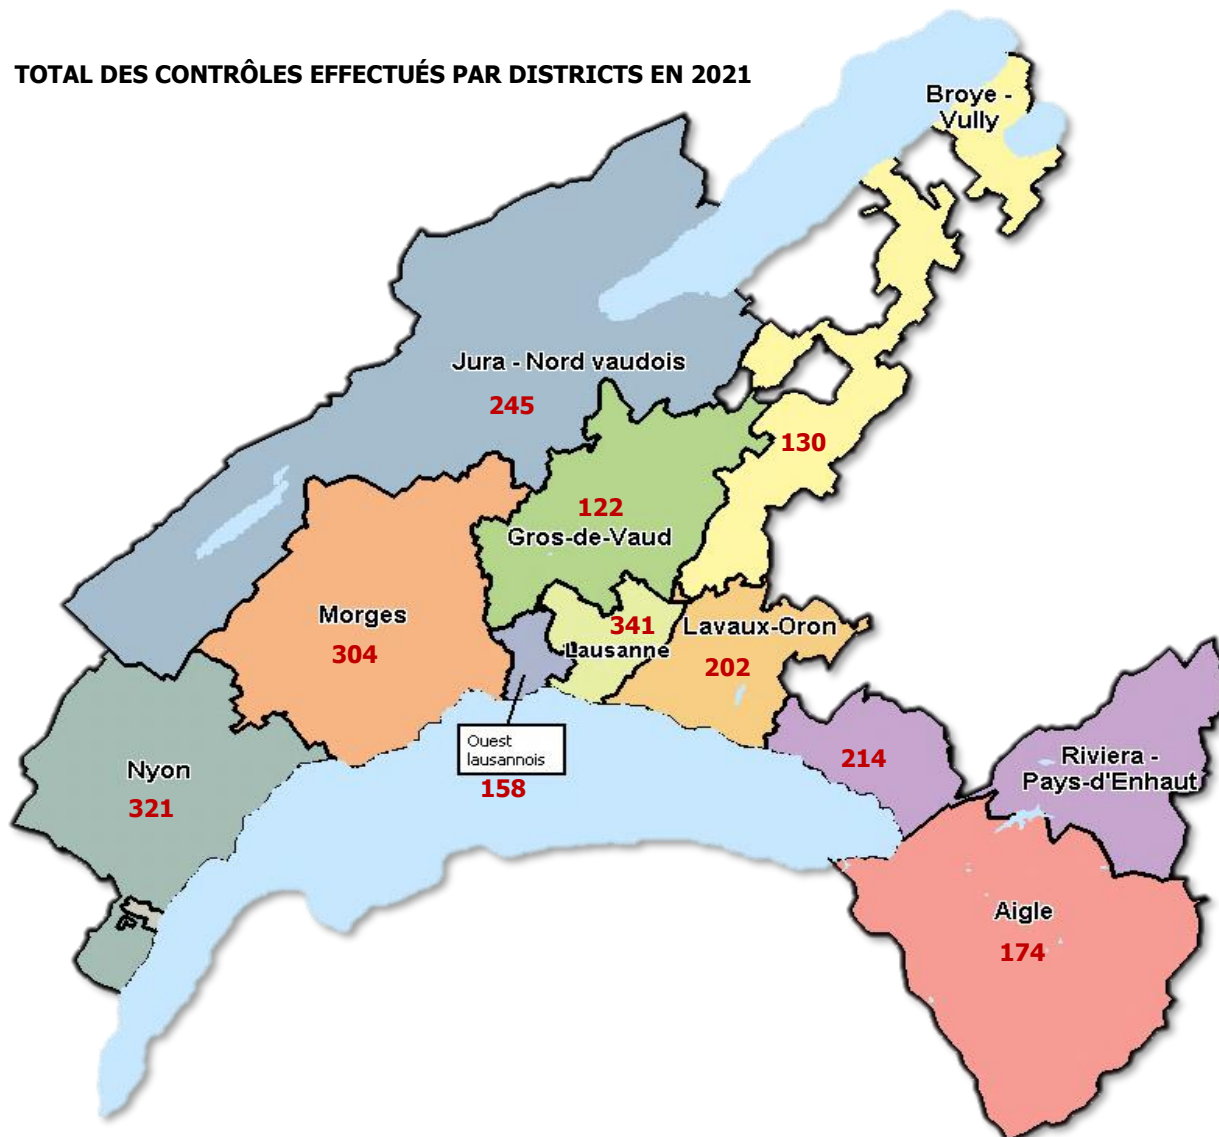 TOTAL DES CONTRÔLES EFFECTUÉS PAR DISTRICTS EN 2021
Broye -
Vully
Jura - Nord vaudois
245
130
122
Gros-de-Vaud
Morges
304
341
Lausanne
Lavaux-Oron
202
Ouest
lausannois
158
Nyon
321
214
Riviera -
Pays-d'Enhaut
Aigle
174